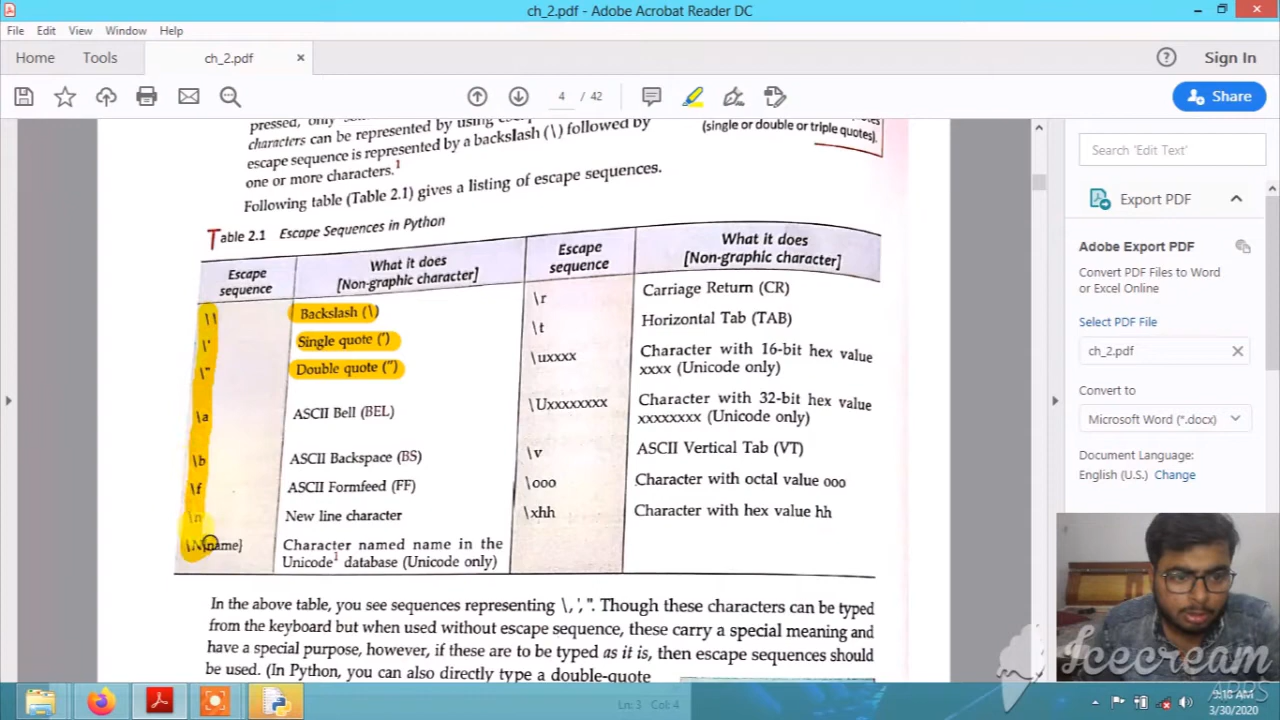 ch_2.pdf - Adobe Acrobat Reader DC
File Edit View Window Help
Home Tools ch_2.pdf × Sign In
4 / 42 Share
characters can be represented by using
escape sequence is represented by a backslash (\) followed by
one or more characters.1
(single or double or triple quotes).
Following table (Table 2.1) gives a listing of escape sequences.
Table 2.1 Escape Sequences in Python
Escape sequence What it does [Non-graphic character] Escape sequence What it does [Non-graphic character]
\\ Backslash (\) \r Carriage Return (CR)
\' Single quote (') \t Horizontal Tab (TAB)
\" Double quote (") \uxxxx Character with 16-bit hex value
xxxx (Unicode only)
\a ASCII Bell (BEL) \Uxxxxxxxx Character with 32-bit hex value
xxxxxxxx (Unicode only)
\b ASCII Backspace (BS) \v ASCII Vertical Tab (VT)
\f ASCII Formfeed (FF) \ooo Character with octal value ooo
\n New line character \xhh Character with hex value hh
\N{name} Character named name in the
Unicode1 database (Unicode only)
In the above table, you see sequences representing \, ', ". Though these characters can be typed
from the keyboard but when used without escape sequence, these carry a special meaning and
have a special purpose, however, if these are to be typed as it is, then escape sequences should
be used. (In Python, you can also directly type a double-quote
Search 'Edit Text'
Export PDF
Adobe Export PDF
Convert PDF Files to Word
or Excel Online
Select PDF File
ch_2.pdf
Convert to
Microsoft Word (*.docx)
Document Language:
English (U.S.) Change
Icecream
APPS
Ln: 3 Col: 4
9:18 AM
3/30/2020